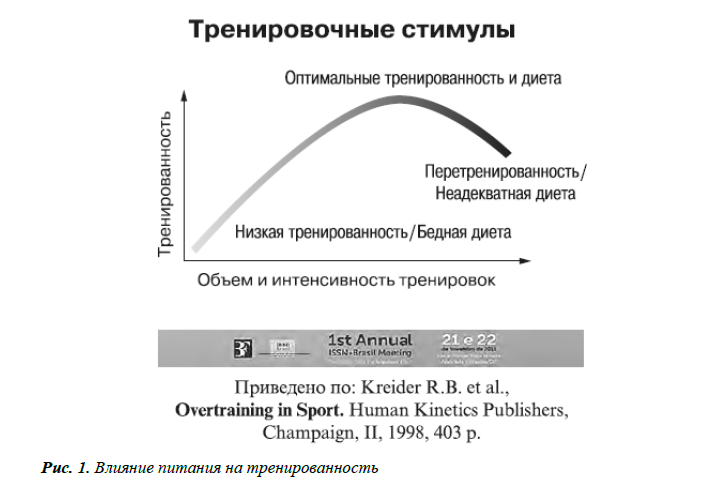 Тренировочные стимулы
Оптимальные тренированность и диета
Тренированность
Перетренированность/
Неадекватная диета
Низкая тренированность/Бедная диета
Объем и интенсивность тренировок
1st Annual
ISSN-Brasil Meeting
21 e 22
Приведено по: Kreider R.B. et al.,
Overtraining in Sport. Human Kinetics Publishers,
Champaign, II, 1998, 403 p.
Рис. 1. Влияние питания на тренированность